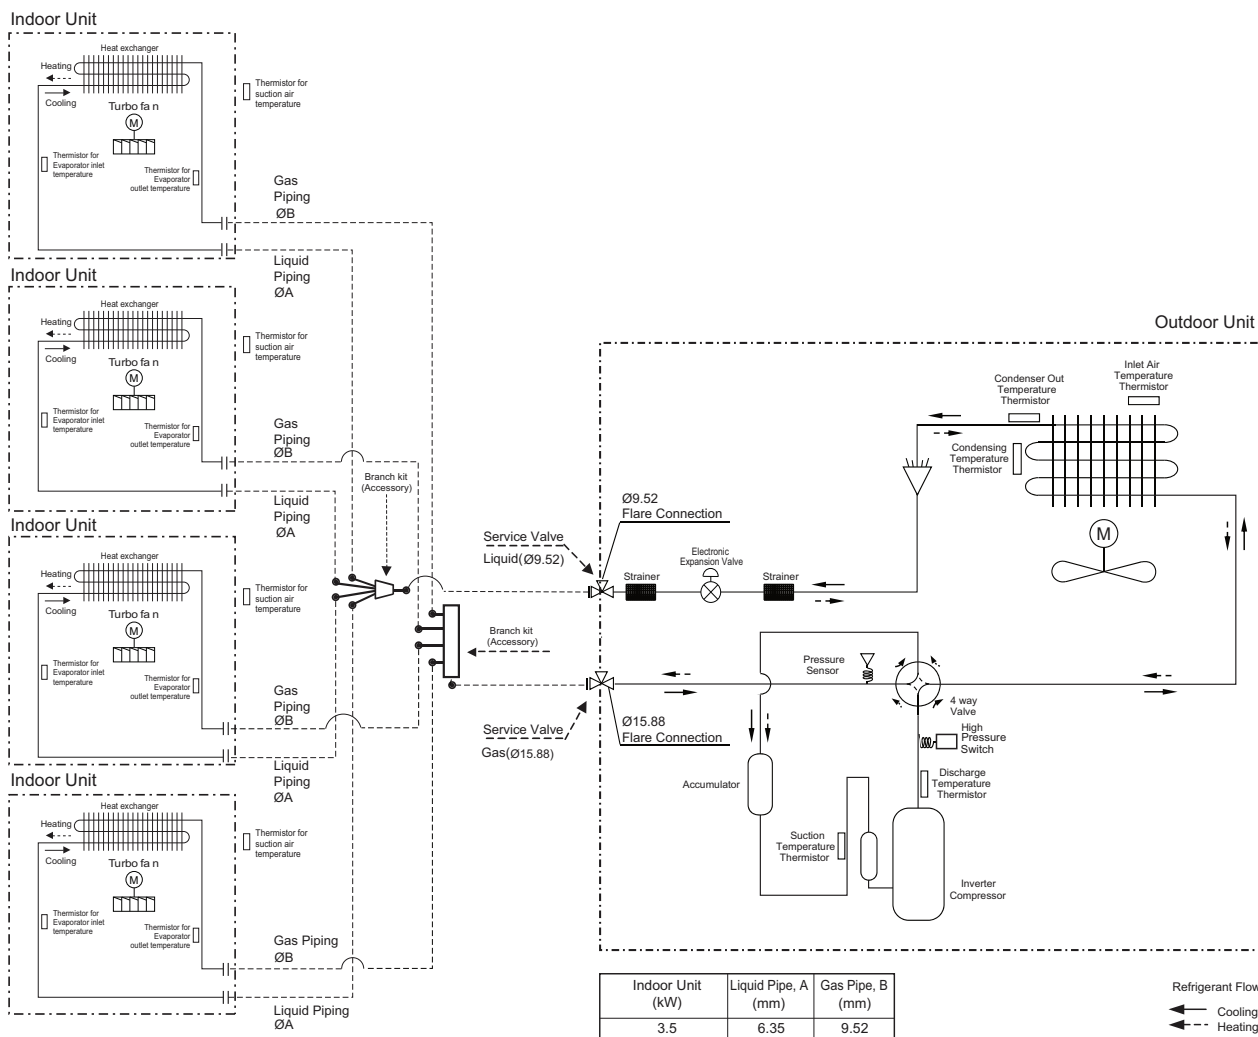 Indoor Unit
Heat exchanger
Heating
Cooling
Turbo fan
M
Thermistor for
suction air
temperature
Thermistor for
Evaporator inlet
temperature
Thermistor for
Evaporator
outlet temperature
Gas
Piping
ØB
Liquid
Piping
ØA
Indoor Unit
Heat exchanger
Heating
Cooling
Turbo fan
M
Thermistor for
suction air
temperature
Thermistor for
Evaporator inlet
temperature
Thermistor for
Evaporator
outlet temperature
Gas
Piping
ØB
Liquid
Piping
ØA
Indoor Unit
Heat exchanger
Heating
Cooling
Turbo fan
M
Thermistor for
suction air
temperature
Thermistor for
Evaporator inlet
temperature
Thermistor for
Evaporator
outlet temperature
Gas
Piping
ØB
Liquid
Piping
ØA
Indoor Unit
Heat exchanger
Heating
Cooling
Turbo fan
M
Thermistor for
suction air
temperature
Thermistor for
Evaporator inlet
temperature
Thermistor for
Evaporator
outlet temperature
Gas Piping
ØB
Liquid Piping
ØA
Branch kit
(Accessory)
Branch kit
(Accessory)
Service Valve
Liquid(Ø9.52)
Service Valve
Gas(Ø15.88)
Outdoor Unit
Ø9.52
Flare Connection
Strainer
Electronic
Expansion Valve
Strainer
Condenser Out
Temperature
Thermistor
Inlet Air
Temperature
Thermistor
Condensing
Temperature
Thermistor
M
Pressure
Sensor
4 way
Valve
Ø15.88
Flare Connection
High
Pressure
Switch
Accumulator
Discharge
Temperature
Thermistor
Suction
Temperature
Thermistor
Inverter
Compressor
Indoor Unit
(kW)
Liquid Pipe, A
(mm)
Gas Pipe, B
(mm)
3.5
6.35
9.52
Refrigerant Flow
Cooling
Heating